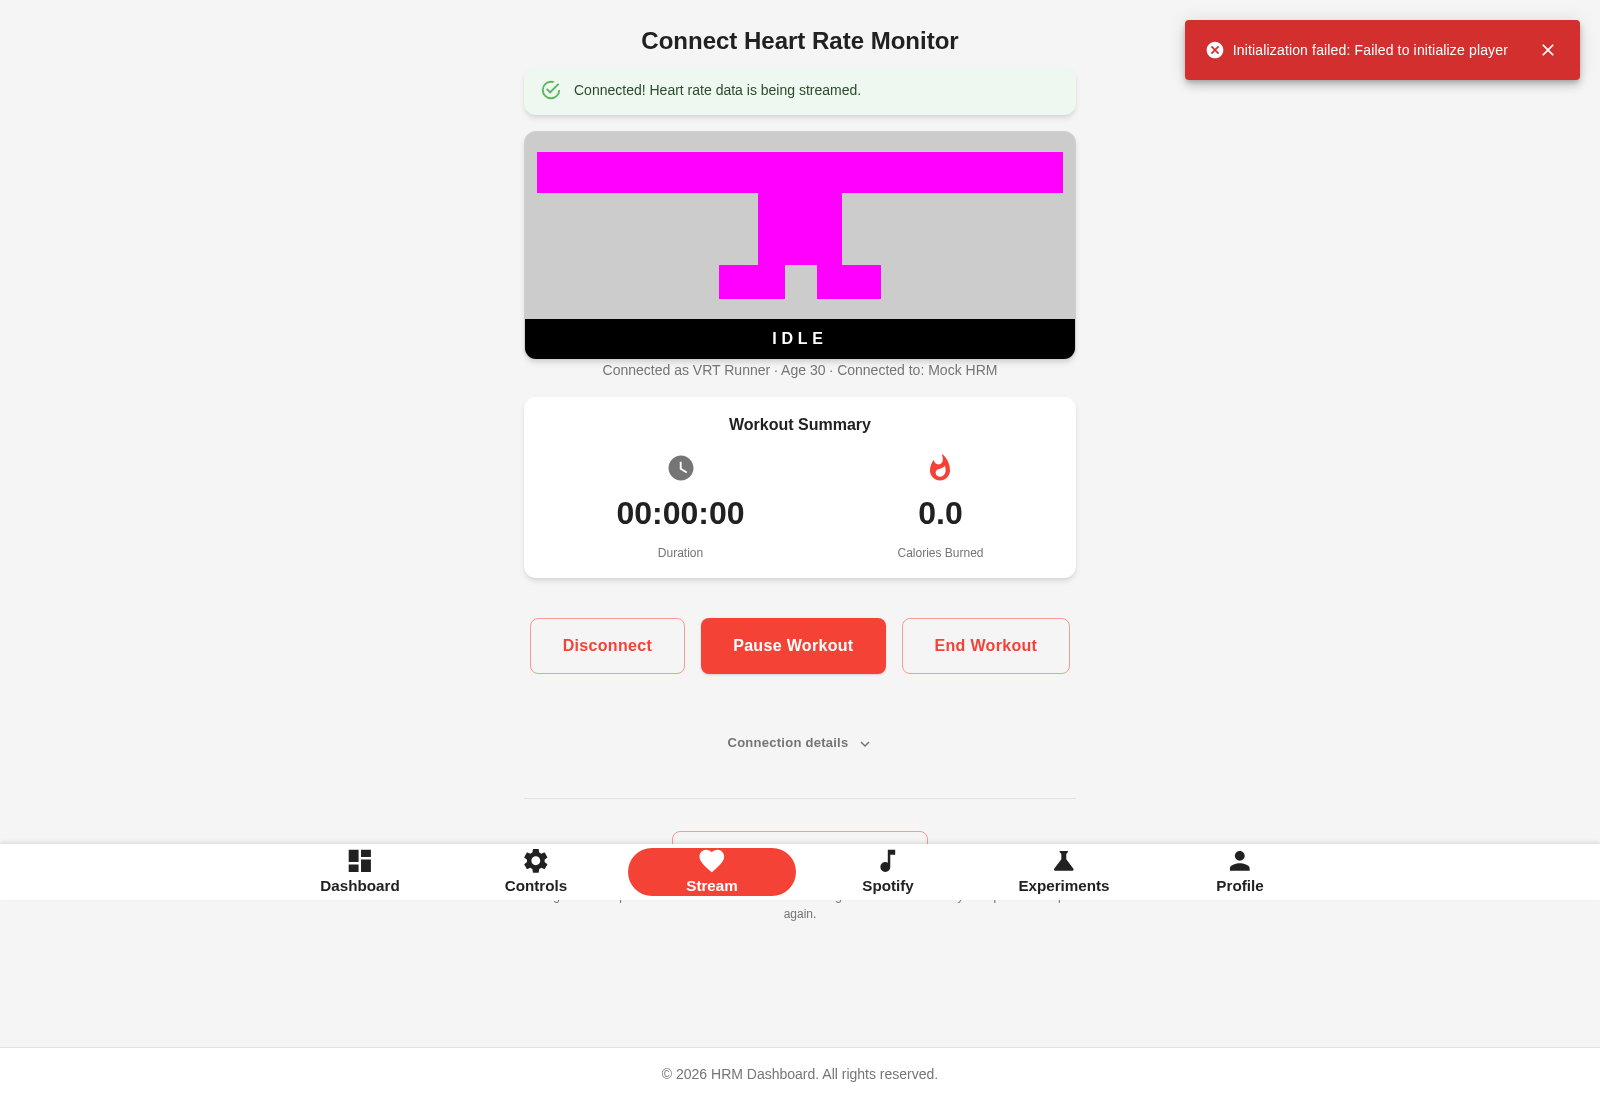 Connect Heart Rate Monitor
Initialization failed: Failed to initialize player
Connected! Heart rate data is being streamed.
IDLE
Connected as VRT Runner · Age 30 · Connected to: Mock HRM
Workout Summary
00:00:00
0.0
Duration
Calories Burned
Disconnect
Pause Workout
End Workout
Connection details
Dashboard
Controls
Stream
Spotify
Experiments
Profile
again.
© 2026 HRM Dashboard. All rights reserved.